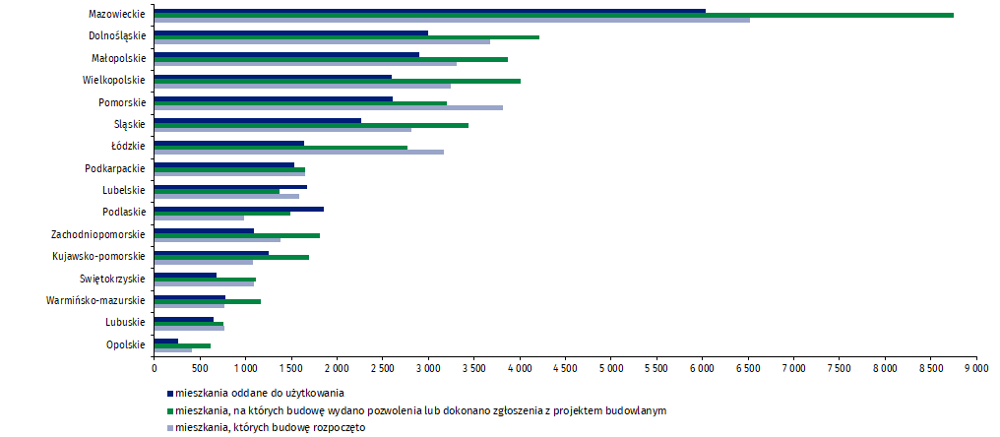 Mazowieckie
Dolnośląskie
Małopolskie
Wielkopolskie
Pomorskie
Śląskie
Łódzkie
Podkarpackie
Lubelskie
Podlaskie
Zachodniopomorskie
Kujawsko-pomorskie
Świętokrzyskie
Warmińsko-mazurskie
Lubuskie
Opolskie
0 500 1 000 1 500 2 000 2 500 3 000 3 500 4 000 4 500 5 000 5 500 6 000 6 500 7 000 7 500 8 000 8 500 9 000
mieszkania oddane do użytkowania
mieszkania, na których budowę wydano pozwolenia lub dokonano zgłoszenia z projektem budowlanym
mieszkania, których budowę rozpoczęto